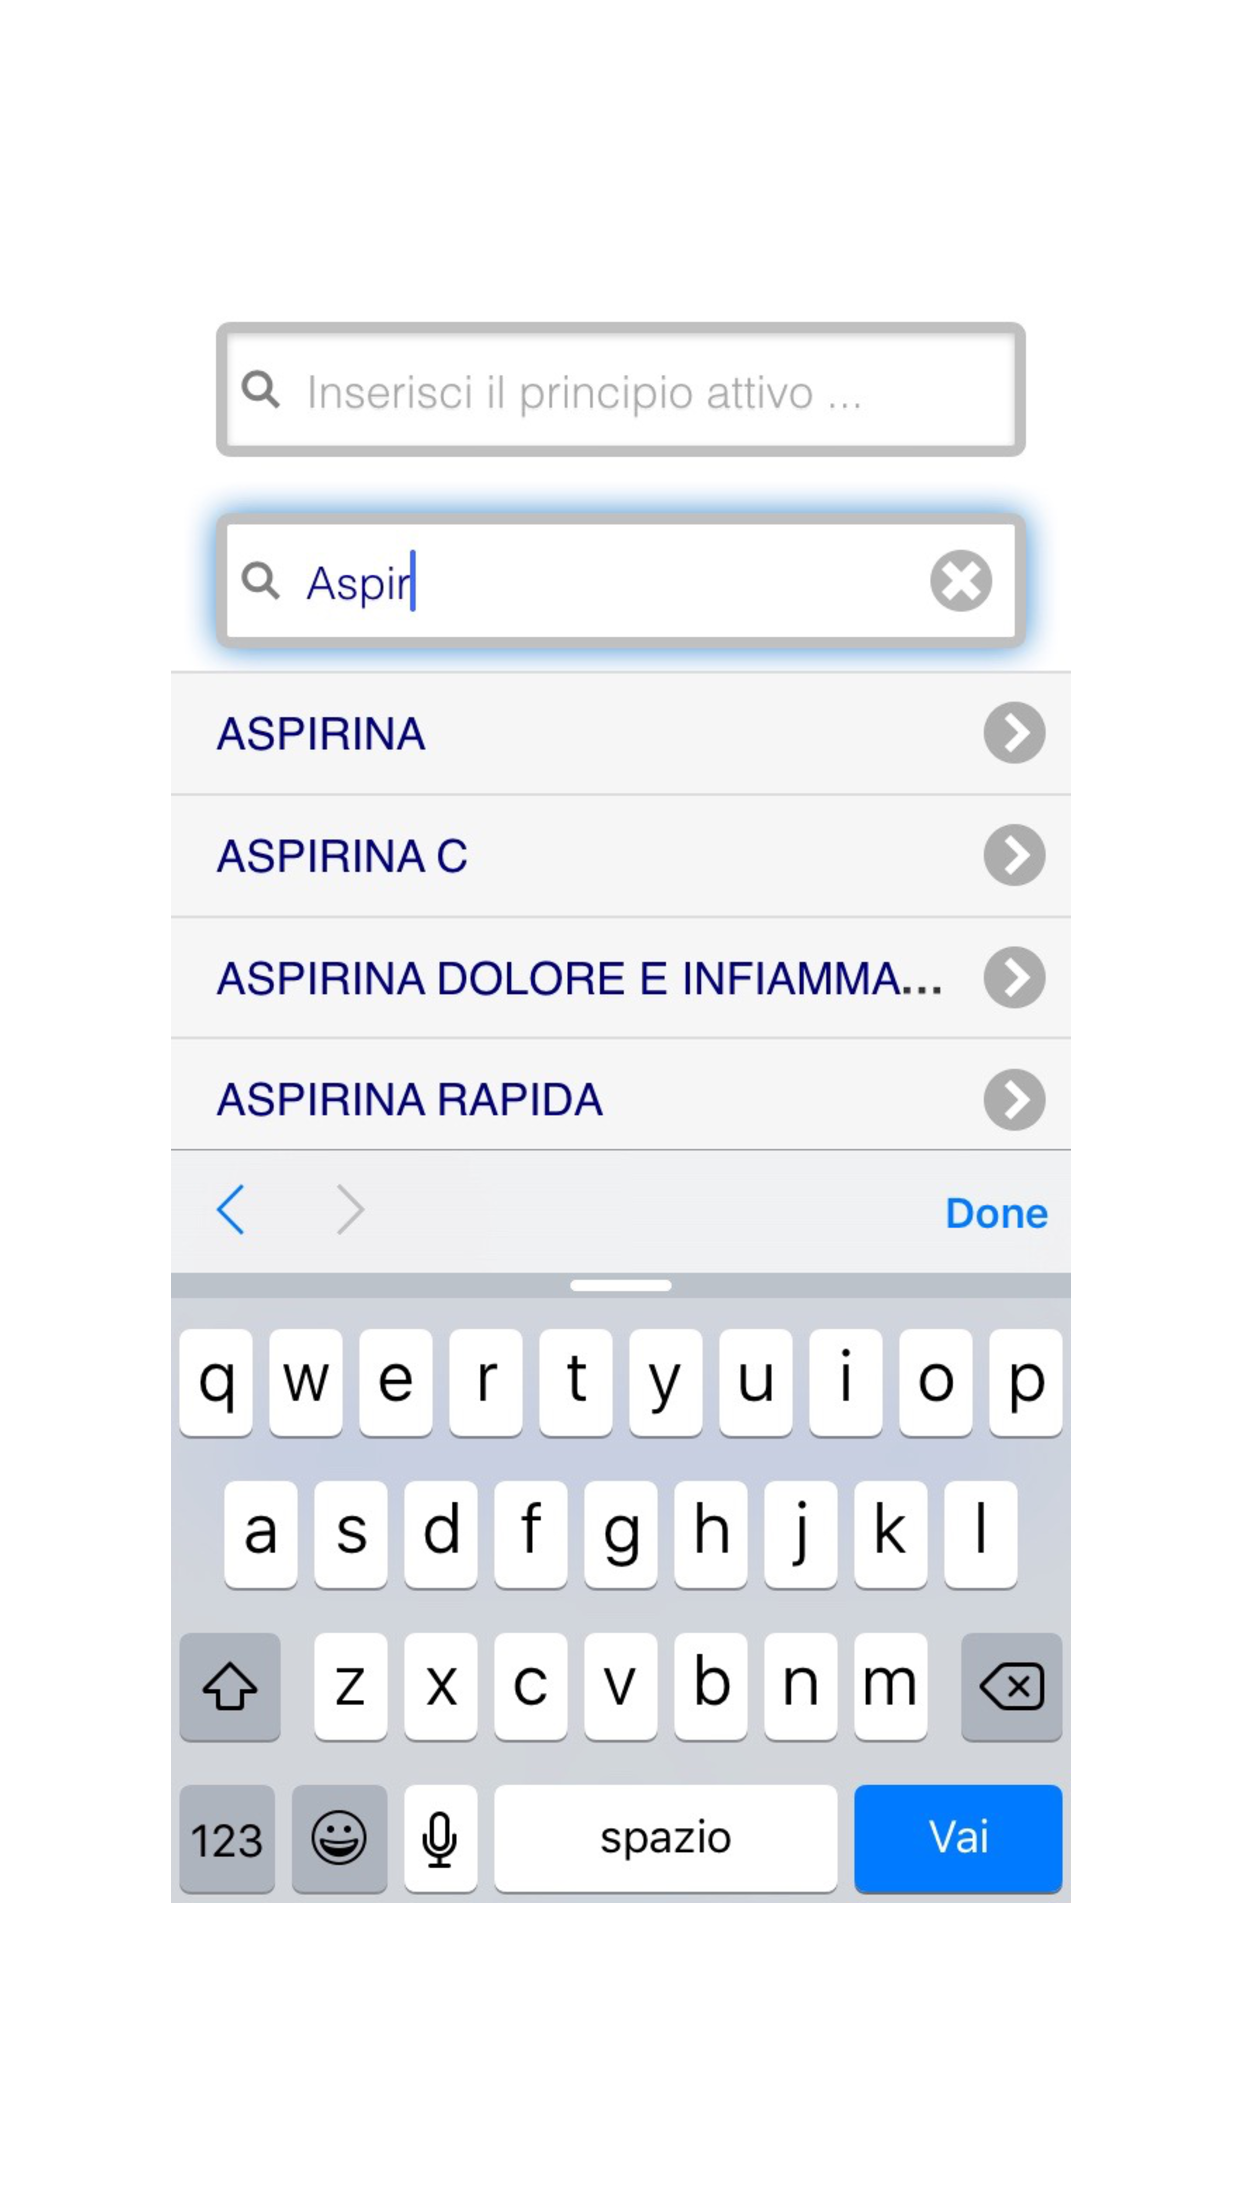 Inserisci il principio attivo ...
Aspir
ASPIRINA
ASPIRINA C
ASPIRINA DOLORE E INFIAMMA...
ASPIRINA RAPIDA
Done
q w e r t y u i o p
a s d f g h j k l
z x c v b n m
123 spazio Vai